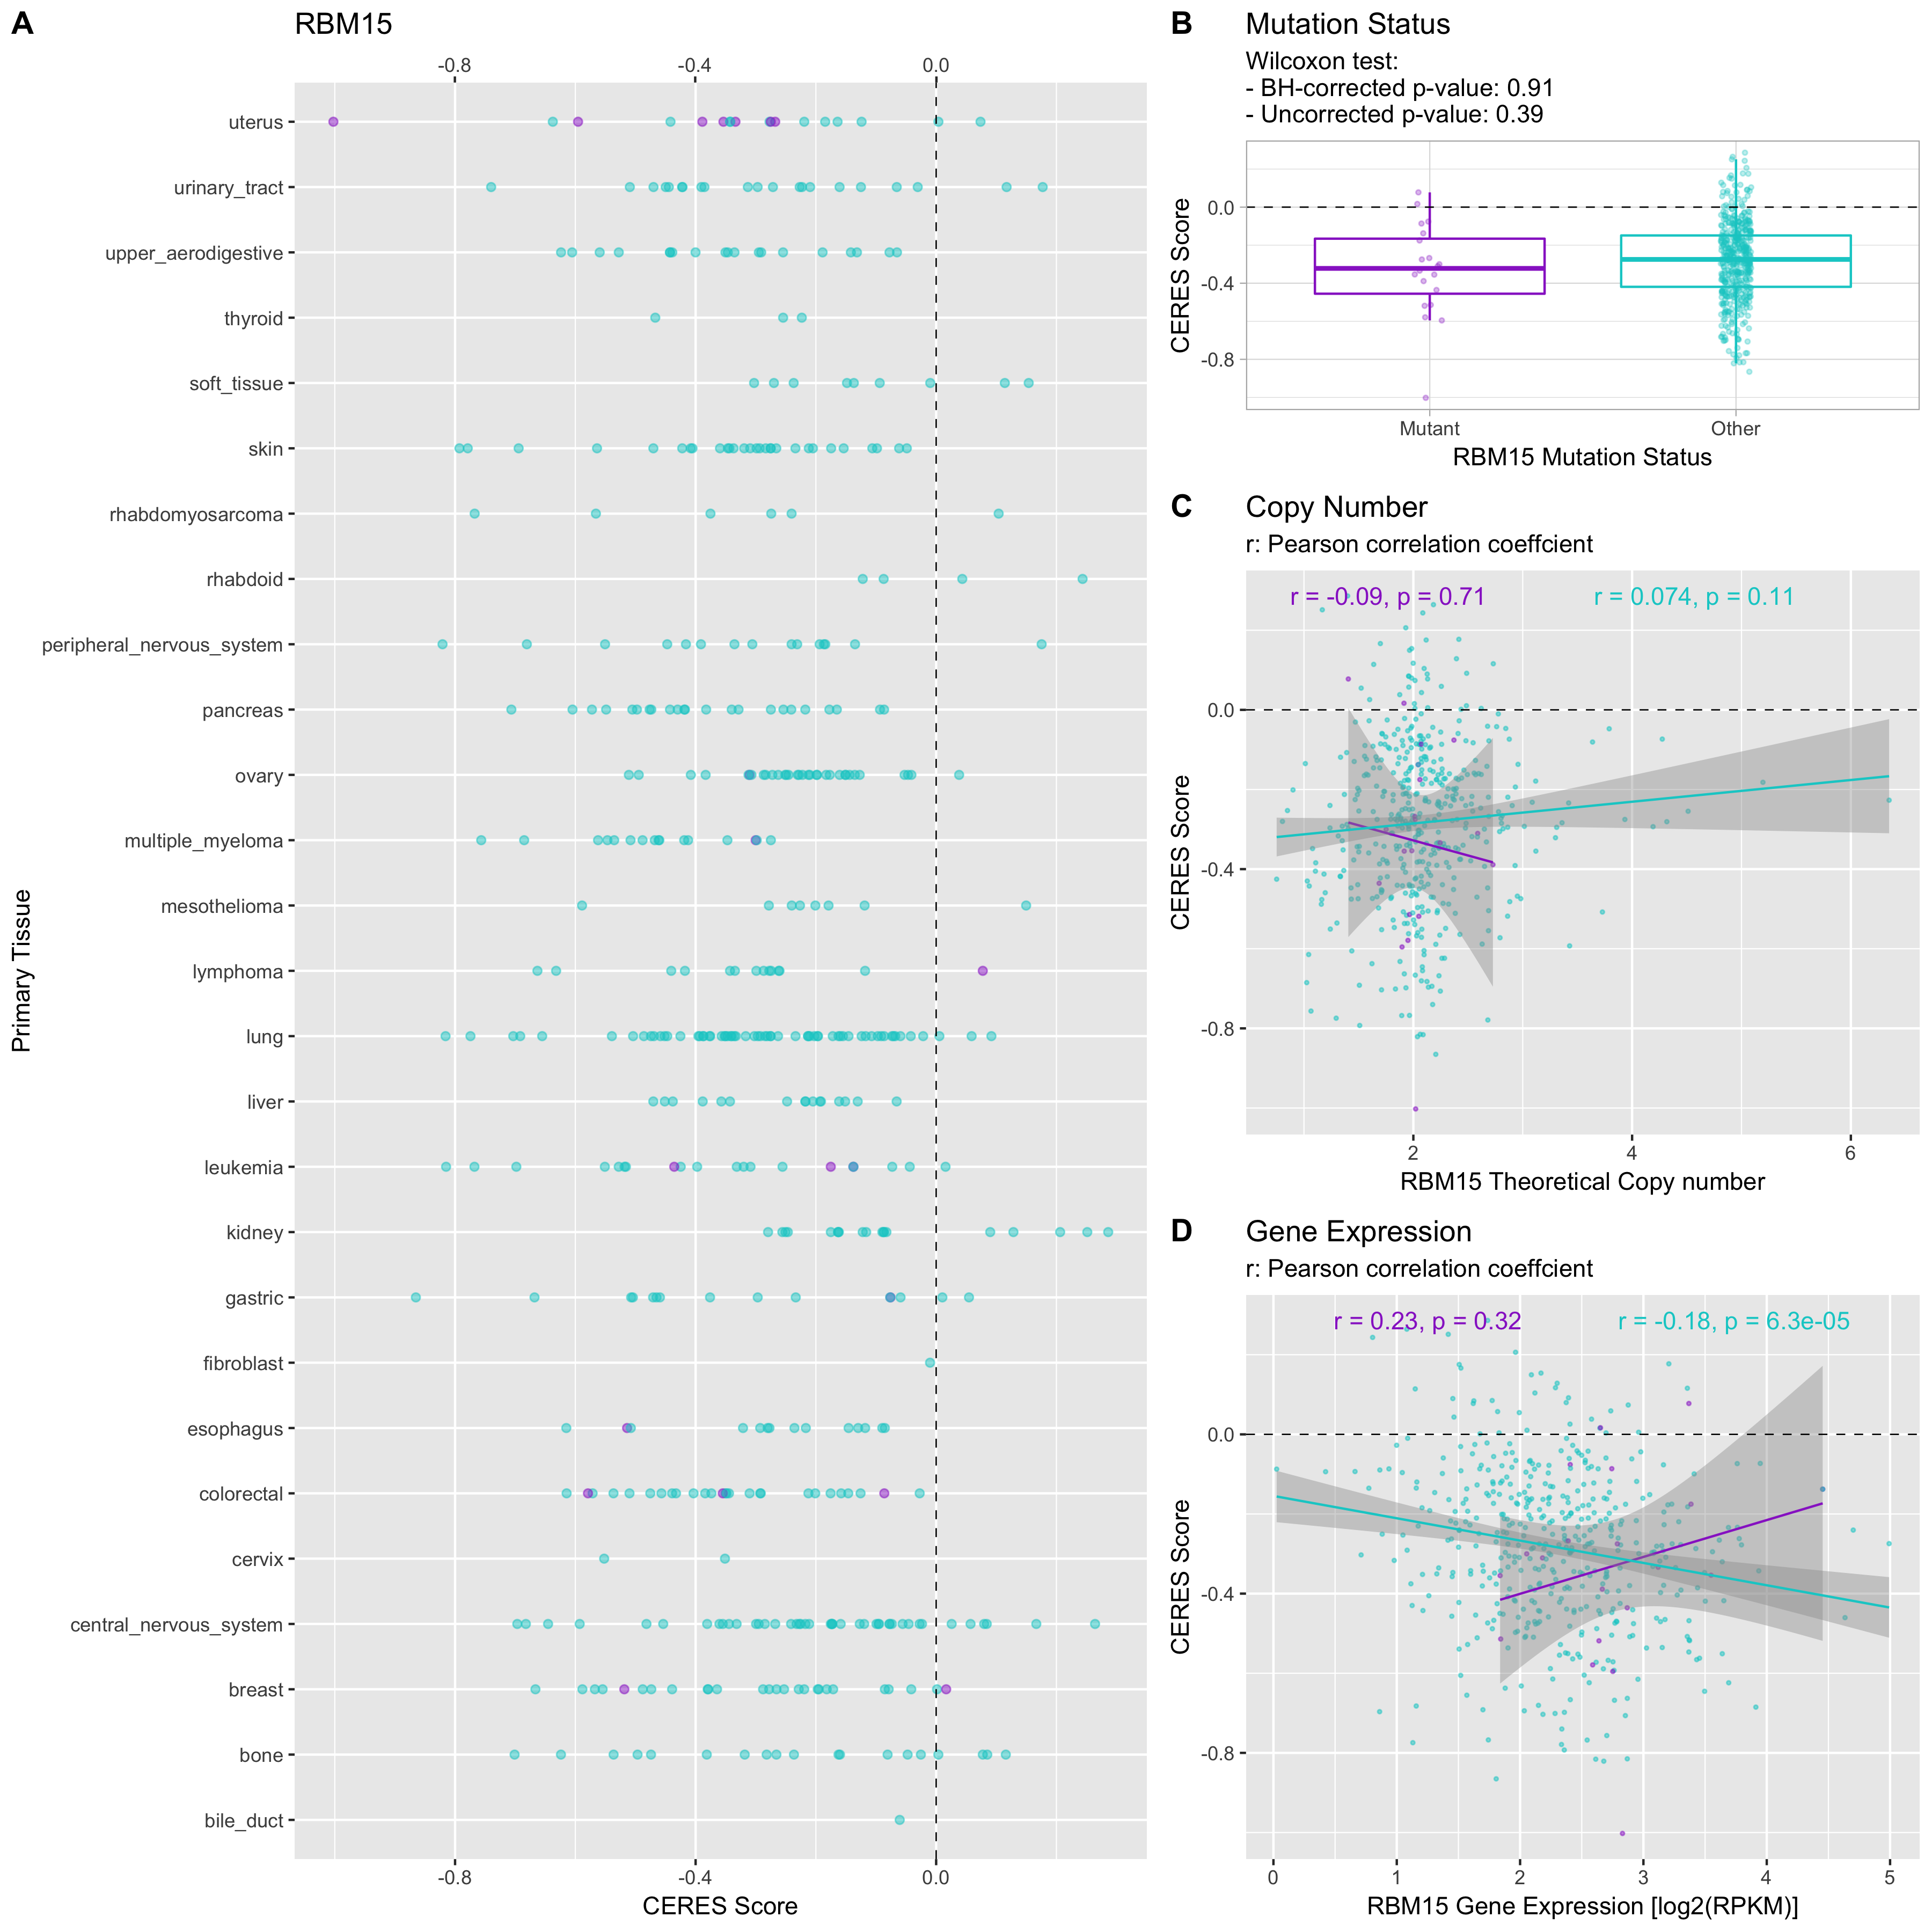 A
RBM15
-0.8
-0.4
0.0
Primary Tissue
uterus
urinary_tract
upper_aerodigestive
thyroid
soft_tissue
skin
rhabdomyosarcoma
rhabdoid
peripheral_nervous_system
pancreas
ovary
multiple_myeloma
mesothelioma
lymphoma
lung
liver
leukemia
kidney
gastric
fibroblast
esophagus
colorectal
cervix
central_nervous_system
breast
bone
bile_duct
-0.8
-0.4
0.0
CERES Score
B
Mutation Status
Wilcoxon test:
- BH-corrected p-value: 0.91
- Uncorrected p-value: 0.39
CERES Score
0.0
-0.4
-0.8
Mutant
Other
RBM15 Mutation Status
C
Copy Number
r: Pearson correlation coeffcient
r = -0.09, p = 0.71
r = 0.074, p = 0.11
CERES Score
0.0
-0.4
-0.8
2
4
6
RBM15 Theoretical Copy number
D
Gene Expression
r: Pearson correlation coeffcient
r = 0.23, p = 0.32
r = -0.18, p = 6.3e-05
CERES Score
0.0
-0.4
-0.8
0
1
2
3
4
5
RBM15 Gene Expression [log2(RPKM)]